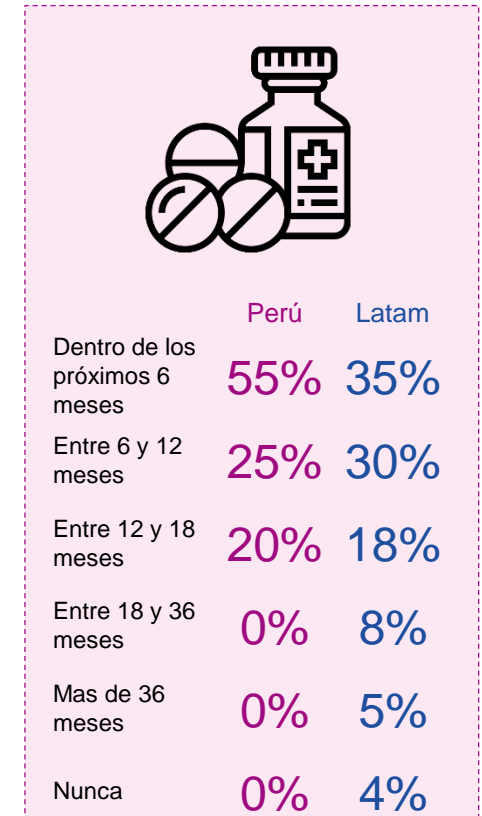 Perú Latam
Dentro de los
próximos 6
meses
55% 35%
Entre 6 y 12
meses
25% 30%
Entre 12 y 18
meses
20% 18%
Entre 18 y 36
meses
0% 8%
Mas de 36
meses
0% 5%
Nunca
0% 4%